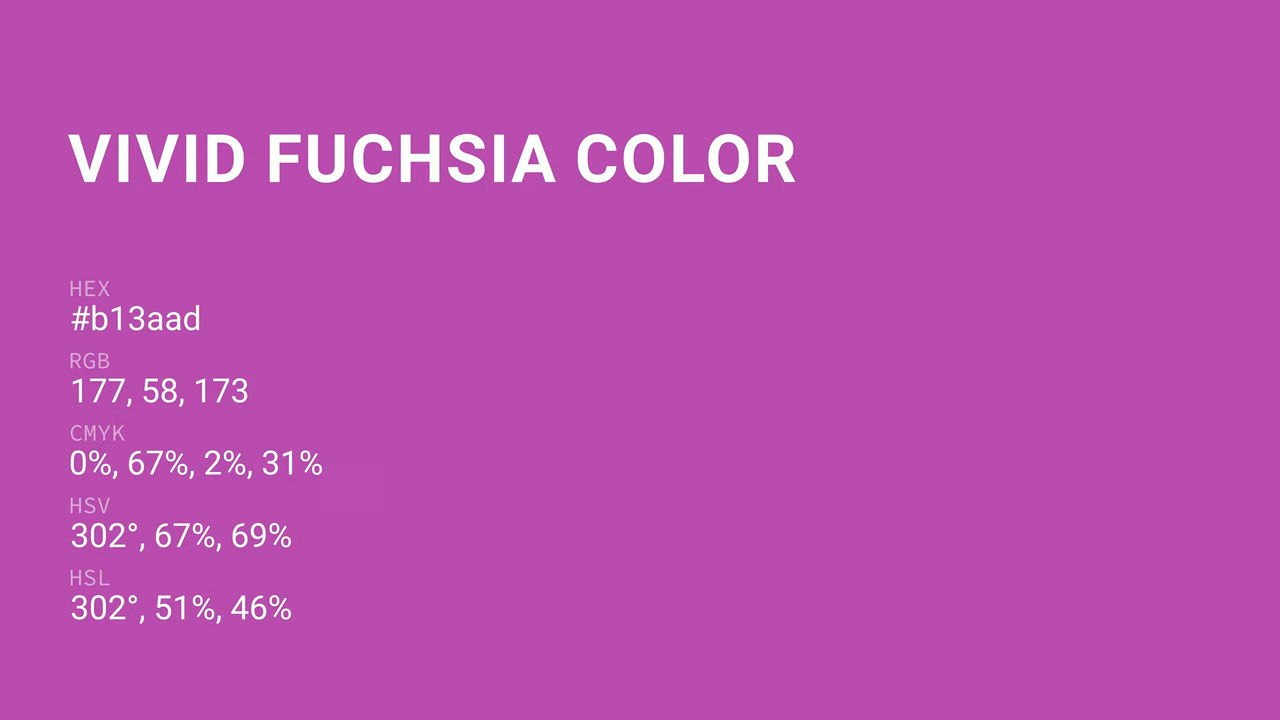 VIVID FUCHSIA COLOR
HEX
#b13aad
RGB
177, 58, 173
CMYK
0%, 67%, 2%, 31%
HSV
302°, 67%, 69%
HSL
302°, 51%, 46%